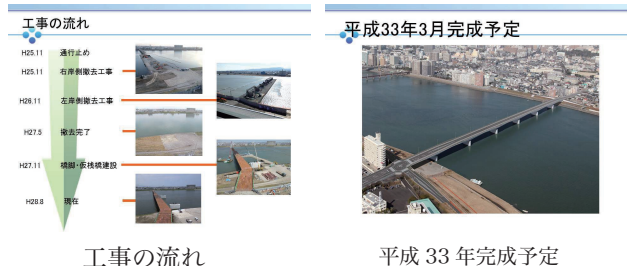 工事の流れ
H25.11 通行止め
H25.11 右岸側撤去工事
H26.11 左岸側撤去工事
H27.5 撤去完了
H27.11 橋脚・仮桟橋建設
H28.8 現在
工事の流れ
平成33年3月完成予定
平成 33 年完成予定